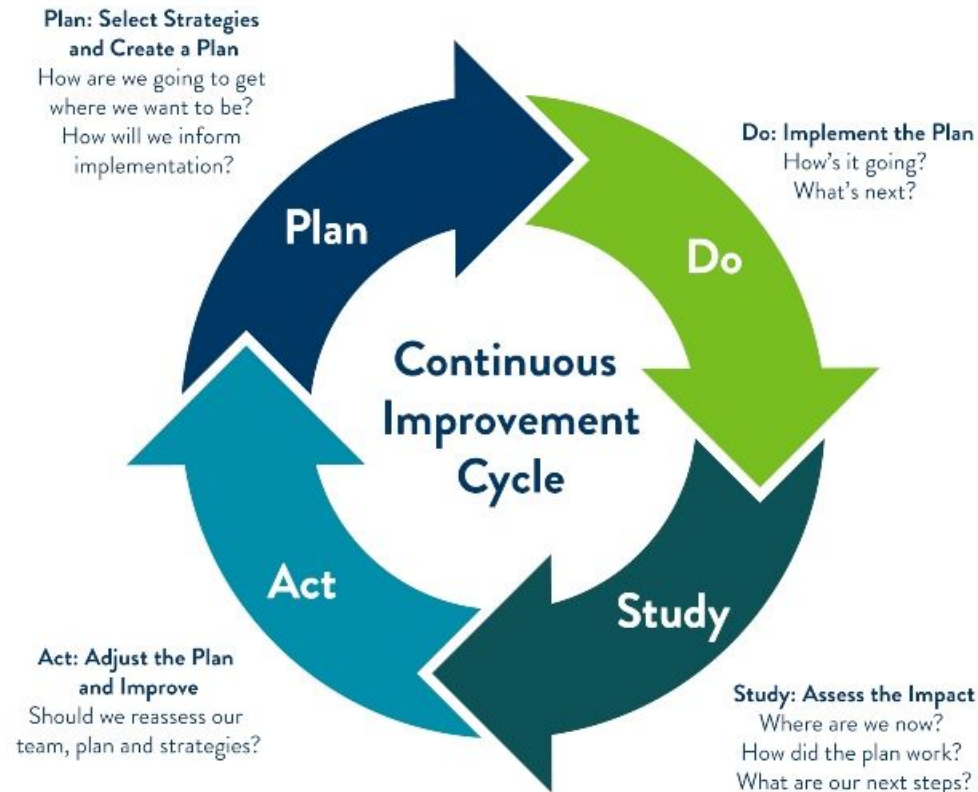 Plan: Select Strategies
and Create a Plan
How are we going to get
where we want to be?
How will we inform
implementation?
Plan
Do: Implement the Plan
How's it going?
What's next?
Do
Continuous
Improvement
Cycle
Study
Study: Assess the Impact
Where are we now?
How did the plan work?
What are our next steps?
Act
Act: Adjust the Plan
and Improve
Should we reassess our
team, plan and strategies?